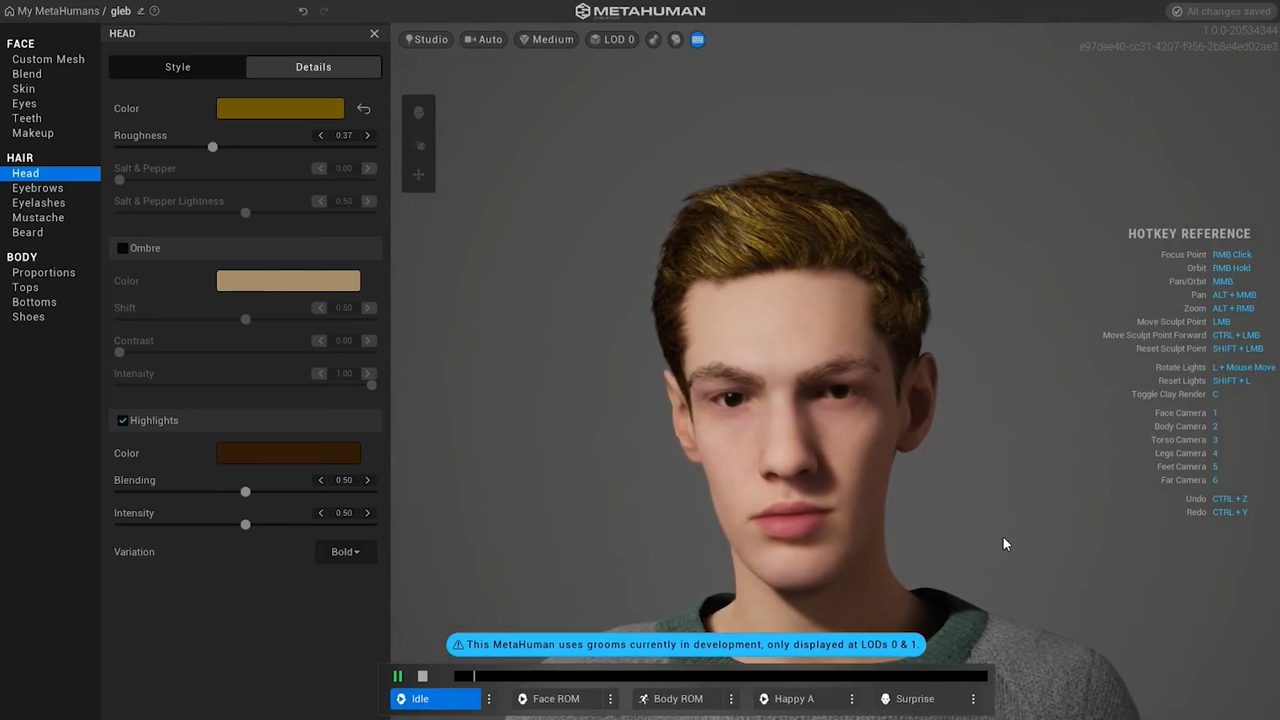 My MetaHumans / gleb
METAHUMAN
CREATOR
All changes saved
1.0.0-20534344
e97dee40-cc31-4207-f956-2b8e4ed02ae3
FACE
Custom Mesh
Blend
Skin
Eyes
Teeth
Makeup
HAIR
Head
Eyebrows
Eyelashes
Mustache
Beard
BODY
Proportions
Tops
Bottoms
Shoes
HEAD
Style
Details
Color
Roughness 0.37
Salt & Pepper 0.00
Salt & Pepper Lightness 0.50
Ombre
Color
Shift 0.50
Contrast 0.00
Intensity 1.00
Highlights
Color
Blending 0.50
Intensity 0.50
Variation Bold
Studio Auto Medium LOD 0
HOTKEY REFERENCE
Focus Point RMB Click
Orbit RMB Hold
Pan/Orbit MMB
Pan ALT + MMB
Zoom ALT + RMB
Move Sculpt Point LMB
Move Sculpt Point Forward CTRL + LMB
Reset Sculpt Point SHIFT + LMB
Rotate Lights L + Mouse Move
Reset Lights SHIFT + L
Toggle Clay Render C
Face Camera 1
Body Camera 2
Torso Camera 3
Legs Camera 4
Feet Camera 5
Far Camera 6
Undo CTRL + Z
Redo CTRL + Y
This MetaHuman uses grooms currently in development, only displayed at LODs 0 & 1.
Idle Face ROM Body ROM Happy A Surprise